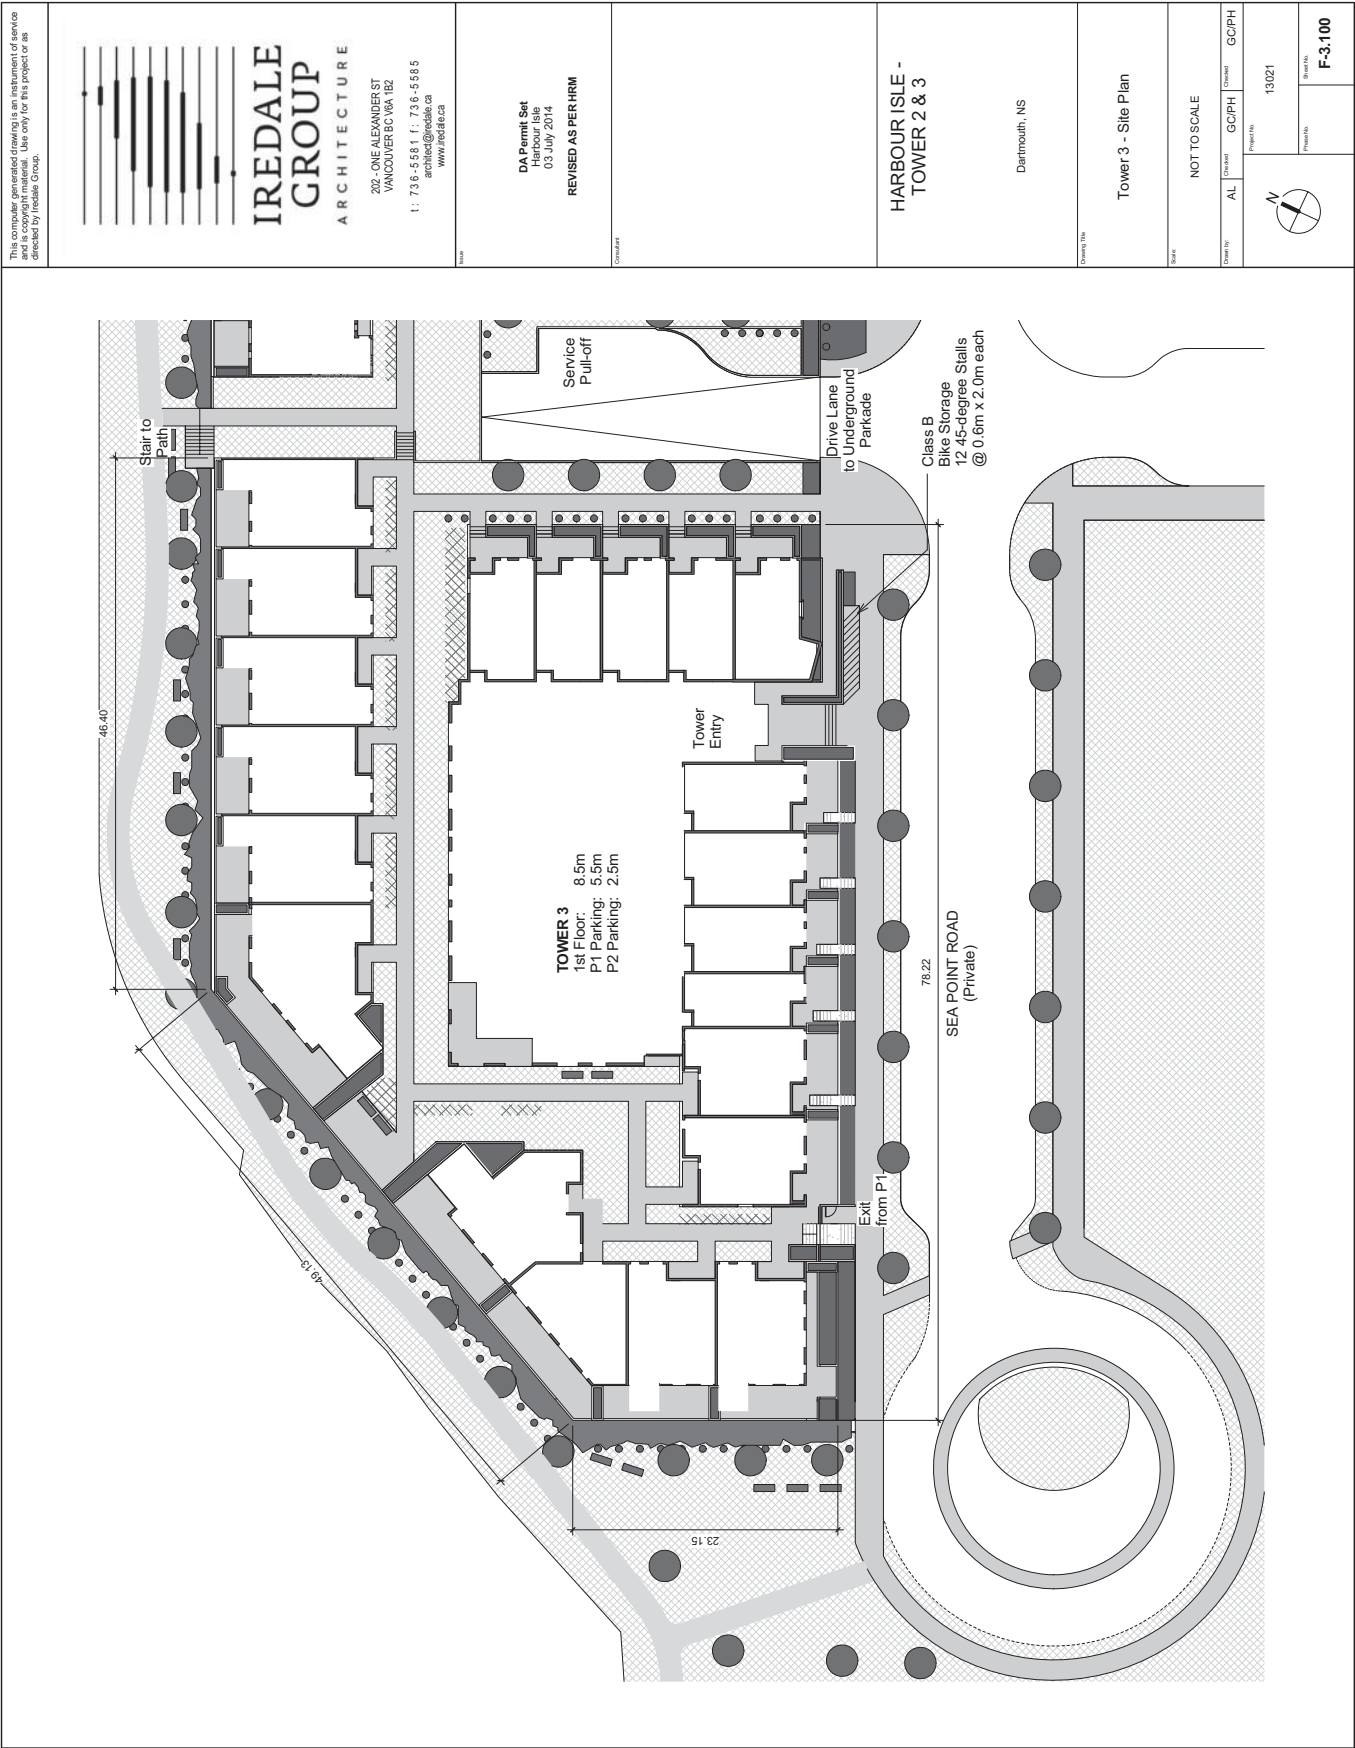 This computer generated drawing is an instrument of service
and is copyright material. Use only for this project or as
directed by Iredale Group.
IREDALE
GROUP
ARCHITECTURE
202 - ONE ALEXANDER ST
VANCOUVER BC V6A 1B2
t: 736-5581 f: 736-5585
architect@iredale.ca
www.iredale.ca
Issue
DA Permit Set
Harbour Isle
03 July 2014
REVISED AS PER HRM
Consultant
HARBOUR ISLE -
TOWER 2 & 3
Dartmouth, NS
Drawing Title
Tower 3 - Site Plan
Scale:
NOT TO SCALE
Drawn by:
AL
Checked
GC/PH
Checked
GC/PH
Project No.
13021
N
Phase No.
Sheet No.
F-3.100
Stair to
Path
46.40
Service
Pull-off
Drive Lane
to Underground
Parkade
Class B
Bike Storage
12 45-degree Stalls
@ 0.6m x 2.0m each
Tower
Entry
TOWER 3
1st Floor: 8.5m
P1 Parking: 5.5m
P2 Parking: 2.5m
78.22
SEA POINT ROAD
(Private)
Exit
from P1
49.13
23.15